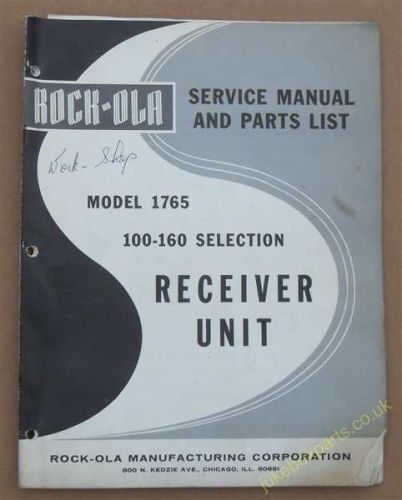 ROCK-OLA
SERVICE MANUAL
AND PARTS LIST
Work-Shop
MODEL 1765
100-160 SELECTION
RECEIVER
UNIT
ROCK-OLA MANUFACTURING CORPORATION
800 N. KEDZIE AVE., CHICAGO, ILL. 60651
jukeboxparts.co.uk